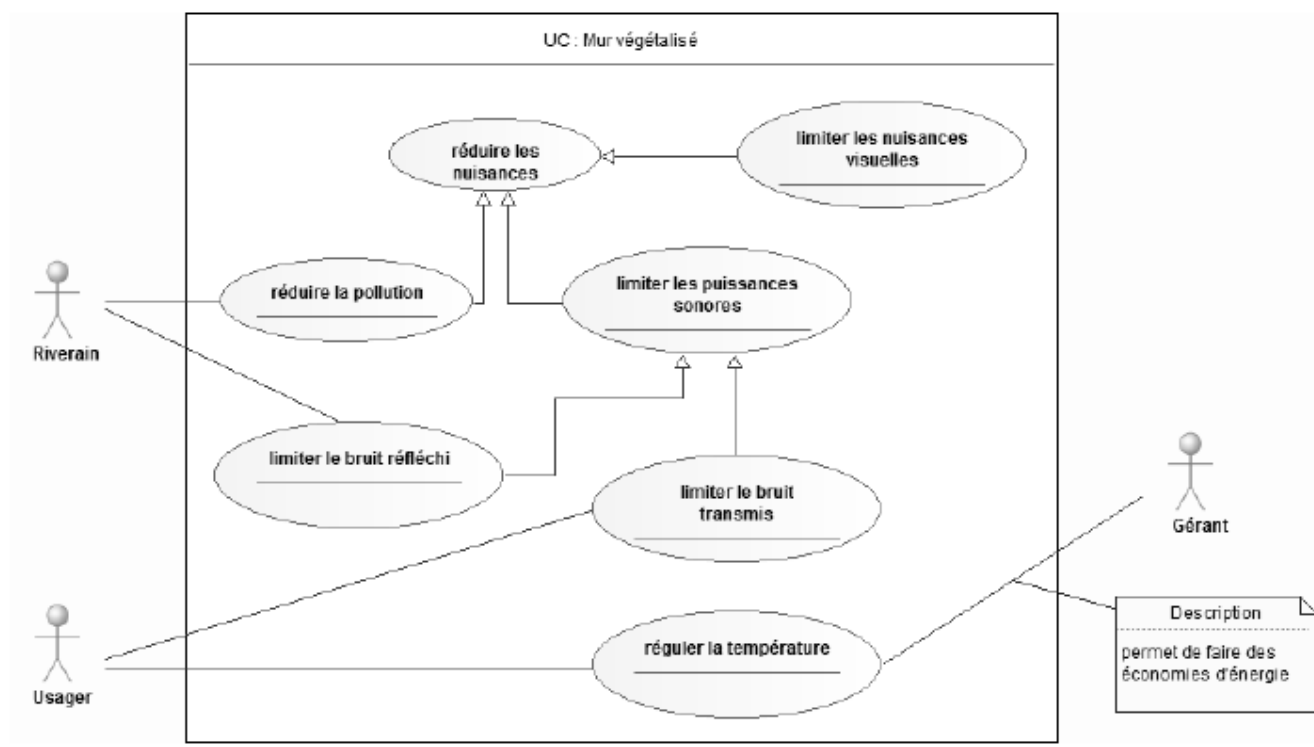 UC : Mur végétalisé
réduire les
nuisances
limiter les nuisances
visuelles
réduire la pollution
limiter les puissances
sonores
Riverain
limiter le bruit réfléchi
limiter le bruit
transmis
Gérant
Description
permet de faire des
économies d'énergie
réguler la température
Usager